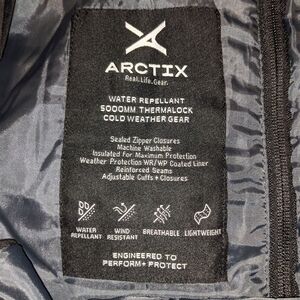 ARCTIX
Real.Life.Gear.
WATER REPELLANT
5000MM THERMALOCK
COLD WEATHER GEAR
Sealed Zipper Closures
Machine Washable
Insulated For Maximum Protection
Weather Protection WR/WP Coated Liner
Reinforced Seams
Adjustable Cuffs + Closures
WATER REPELLANT
WIND RESISTANT
BREATHABLE
LIGHTWEIGHT
ENGINEERED TO
PERFORM+ PROTECT